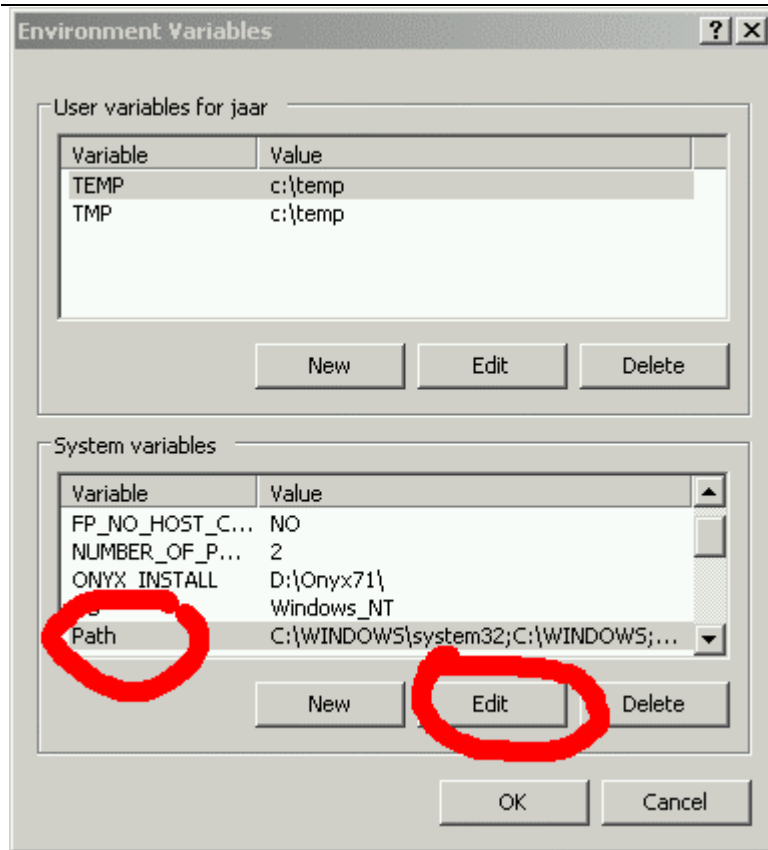 Environment Variables ? X
User variables for jaar
Variable Value
TEMP c:\temp
TMP c:\temp
New Edit Delete
System variables
Variable Value
FP_NO_HOST_C... NO
NUMBER_OF_P... 2
ONYX_INSTALL D:\Onyx71\
Windows_NT
Path C:\WINDOWS\system32;C:\WINDOWS;...
New Edit Delete
OK Cancel